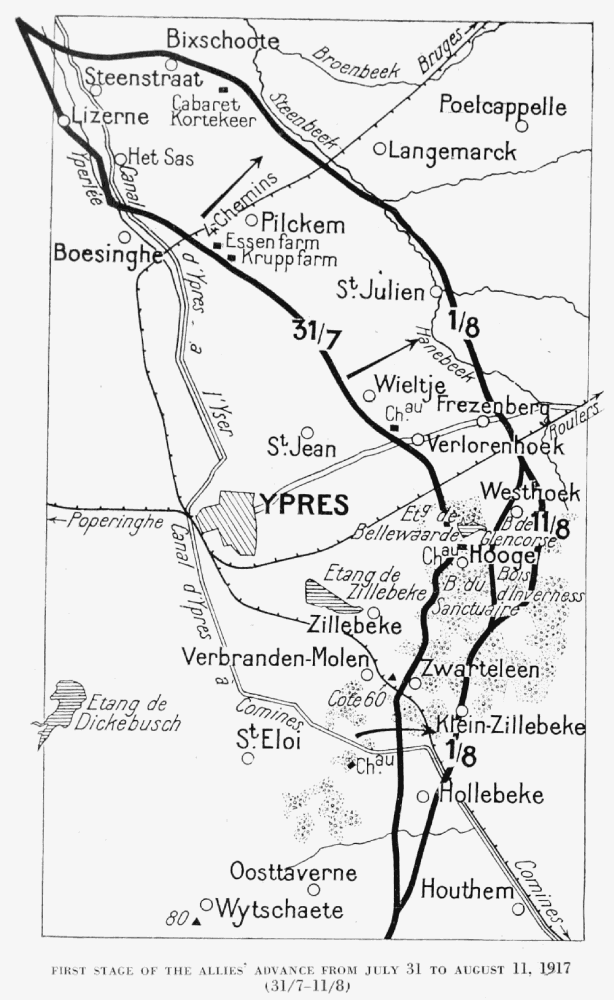 Bixschoote
Steenstraat
Broenbeek
Bruges
Cabaret
Kortekeer
Steenbeek
Poelcappelle
Lizerne
Langemarck
Het Sas
Yperlée
Canal
4 Chemins
Pilckem
Essen farm
Krupp farm
Boesinghe
d'Ypres - a
l'Yser
St. Julien
31/7
1/8
Hanebeek
Wieltje
Chau
Frezenberg
Routers
St. Jean
Verlorenhoek
YPRES
Westhoek
Poperinghe
Etg de
Bellewaarde
B. de
Glencorse
11/8
Chau
Hooge
Etang de
Zillebeke
B. du
Sanctuaire
Bois
d'Inverness
Zillebeke
Canal d'Ypres a
Comines
Verbranden-Molen
Zwarteleen
Cote 60
Etang de
Dickebusch
Klein-Zillebeke
St. Eloi
Chau
1/8
Hollebeke
Oosttaverne
Houthem
Comines
80
Wytschaete
FIRST STAGE OF THE ALLIES' ADVANCE FROM JULY 31 TO AUGUST 11, 1917
(31/7-11/8)